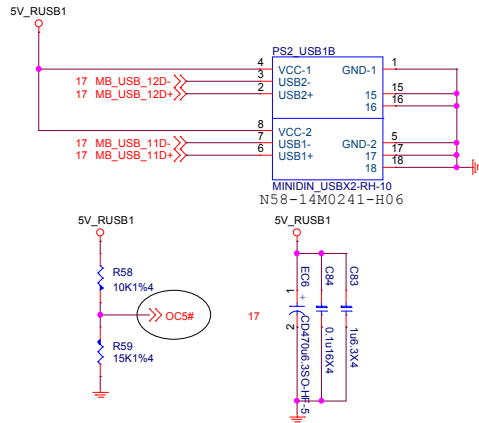 5V_RUSB1
PS2_USB1B
4 VCC-1 GND-1 1
17 MB_USB_12D- 3 USB2-
17 MB_USB_12D+ 2 USB2+ 15 15
16 16
8 VCC-2
17 MB_USB_11D- 7 USB1- GND-2 5
17 MB_USB_11D+ 6 USB1+ 17 17
18 18
MINIDIN_USBX2-RH-10
N58-14M0241-H06
5V_RUSB1 5V_RUSB1
R58
10K1%4
OC5# 17
R59
15K1%4
EC6 1 + 2
CD470u6.3SO-HF-5
C84
0.1u16X4
C83
1u6.3X4